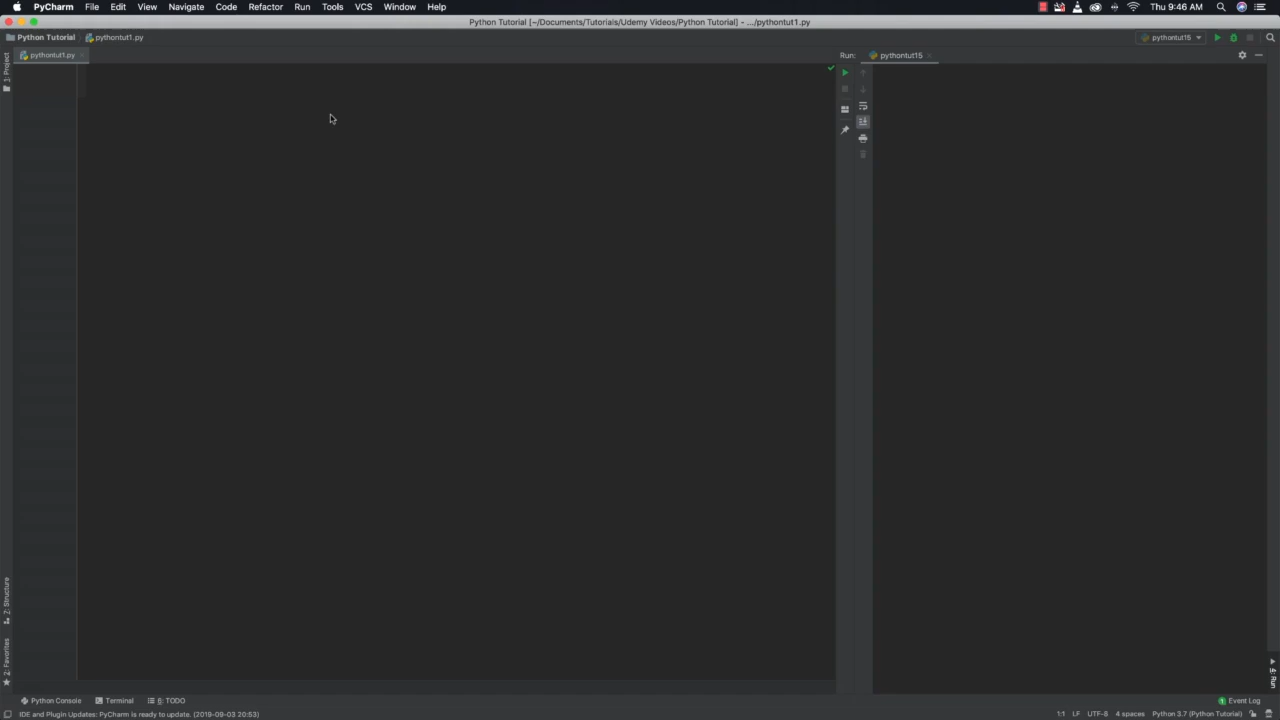 PyCharm File Edit View Navigate Code Refactor Run Tools VCS Window Help Thu 9:46 AM
Python Tutorial [~/Documents/Tutorials/Udemy Videos/Python Tutorial] - .../pythontut1.py
Python Tutorial pythontut1.py pythontut15
pythontut1.py Run: pythontut15
1: Project
2: Structure
2: Favorites
4: Run
Python Console Terminal 6: TODO Event Log
IDE and Plugin Updates: PyCharm is ready to update. (2019-09-03 20:53) 1:1 LF UTF-8 4 spaces Python 3.7 (Python Tutorial)